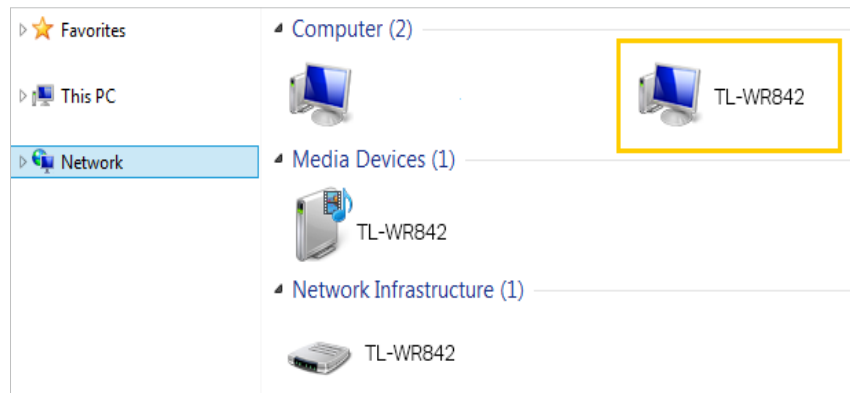 Favorites
This PC
Network
Computer (2)
TL-WR842
Media Devices (1)
TL-WR842
Network Infrastructure (1)
TL-WR842